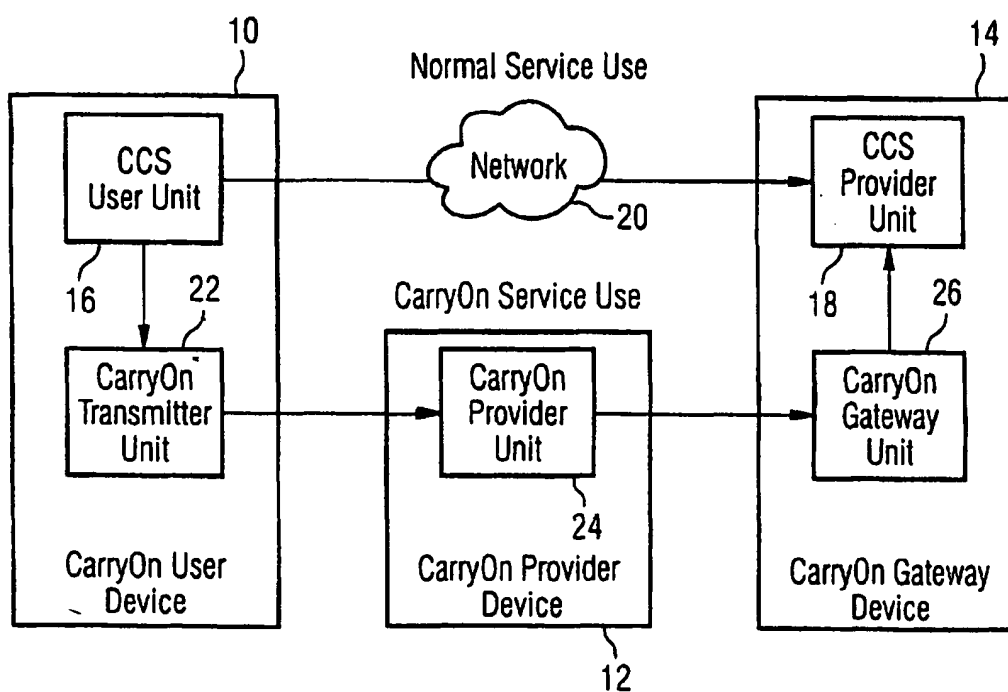 10
14
Normal Service Use
CCS
User Unit
Network
CCS
Provider
Unit
20
16
22
CarryOn Service Use
18
26
CarryOn
Transmitter
Unit
CarryOn
Provider
Unit
CarryOn
Gateway
Unit
24
CarryOn User
Device
CarryOn Provider
Device
CarryOn Gateway
Device
12